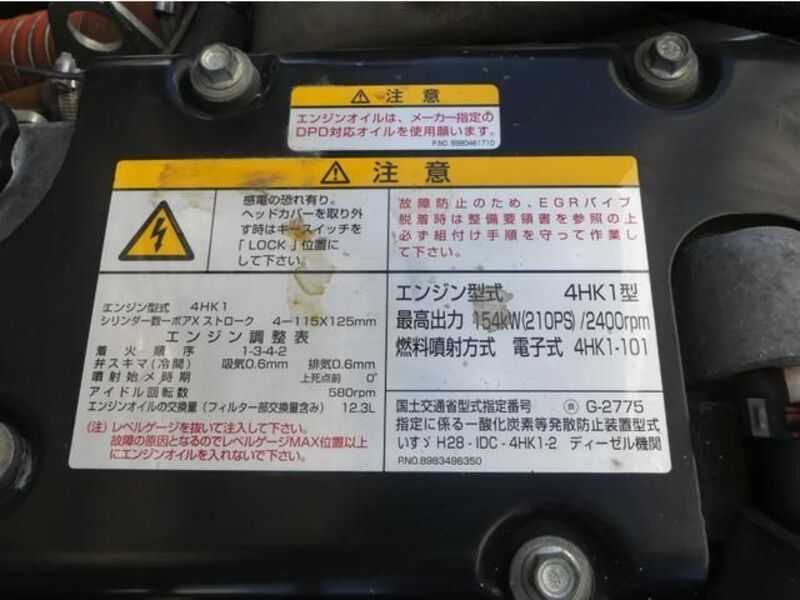 ⚠ 注意
エンジンオイルは、メーカー指定の
DPD対応オイルを使用願います。
P.NO. 8980461710
⚠ 注意
感電の恐れ有り。
ヘッドカバーを取り外
す時はキースイッチを
「LOCK」位置に
して下さい。
故障防止のため、EGRパイプ
脱着時は整備要領書を参照の上
必ず組付け手順を守って作業し
て下さい。
エンジン型式 4HK1
シリンダー数ーボアX ストローク 4ー115X125mm
エンジン調整表
着火順序 1-3-4-2
弁スキマ(冷間) 吸気0.6mm 排気0.6mm
噴射始メ時期 上死点前 0°
アイドル回転数 580rpm
エンジンオイルの交換量(フィルター部交換量含み) 12.3L
(注)レベルゲージを抜いて注入して下さい。
故障の原因となるのでレベルゲージMAX位置以上
にエンジンオイルを入れないで下さい。
エンジン型式 4HK1型
最高出力 154kW(210PS)/2400rpm
燃料噴射方式 電子式 4HK1-101
国土交通省型式指定番号 自 G-2775
指定に係る一酸化炭素等発散防止装置型式
いすゞ H28-IDC-4HK1-2 ディーゼル機関
P.NO.8983496350